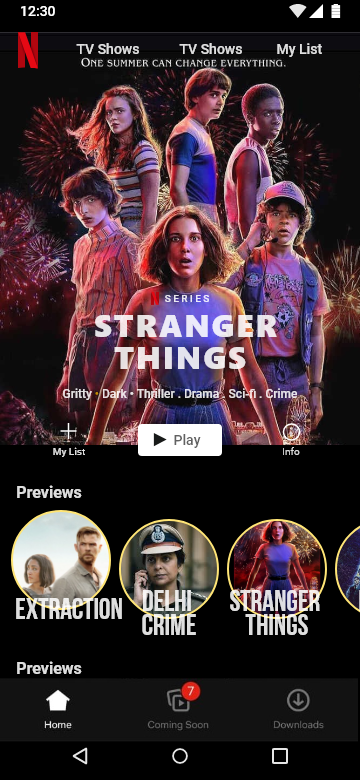 12:30
TV Shows TV Shows My List
ONE SUMMER CAN CHANGE EVERYTHING.
SERIES
STRANGER
THINGS
Gritty · Dark • Thriller . Drama . Sci-fi . Crime
My List Play Info
Previews
EXTRACTION
DELHI
CRIME
STRANGER
THINGS
Previews
7
Home Coming Soon Downloads